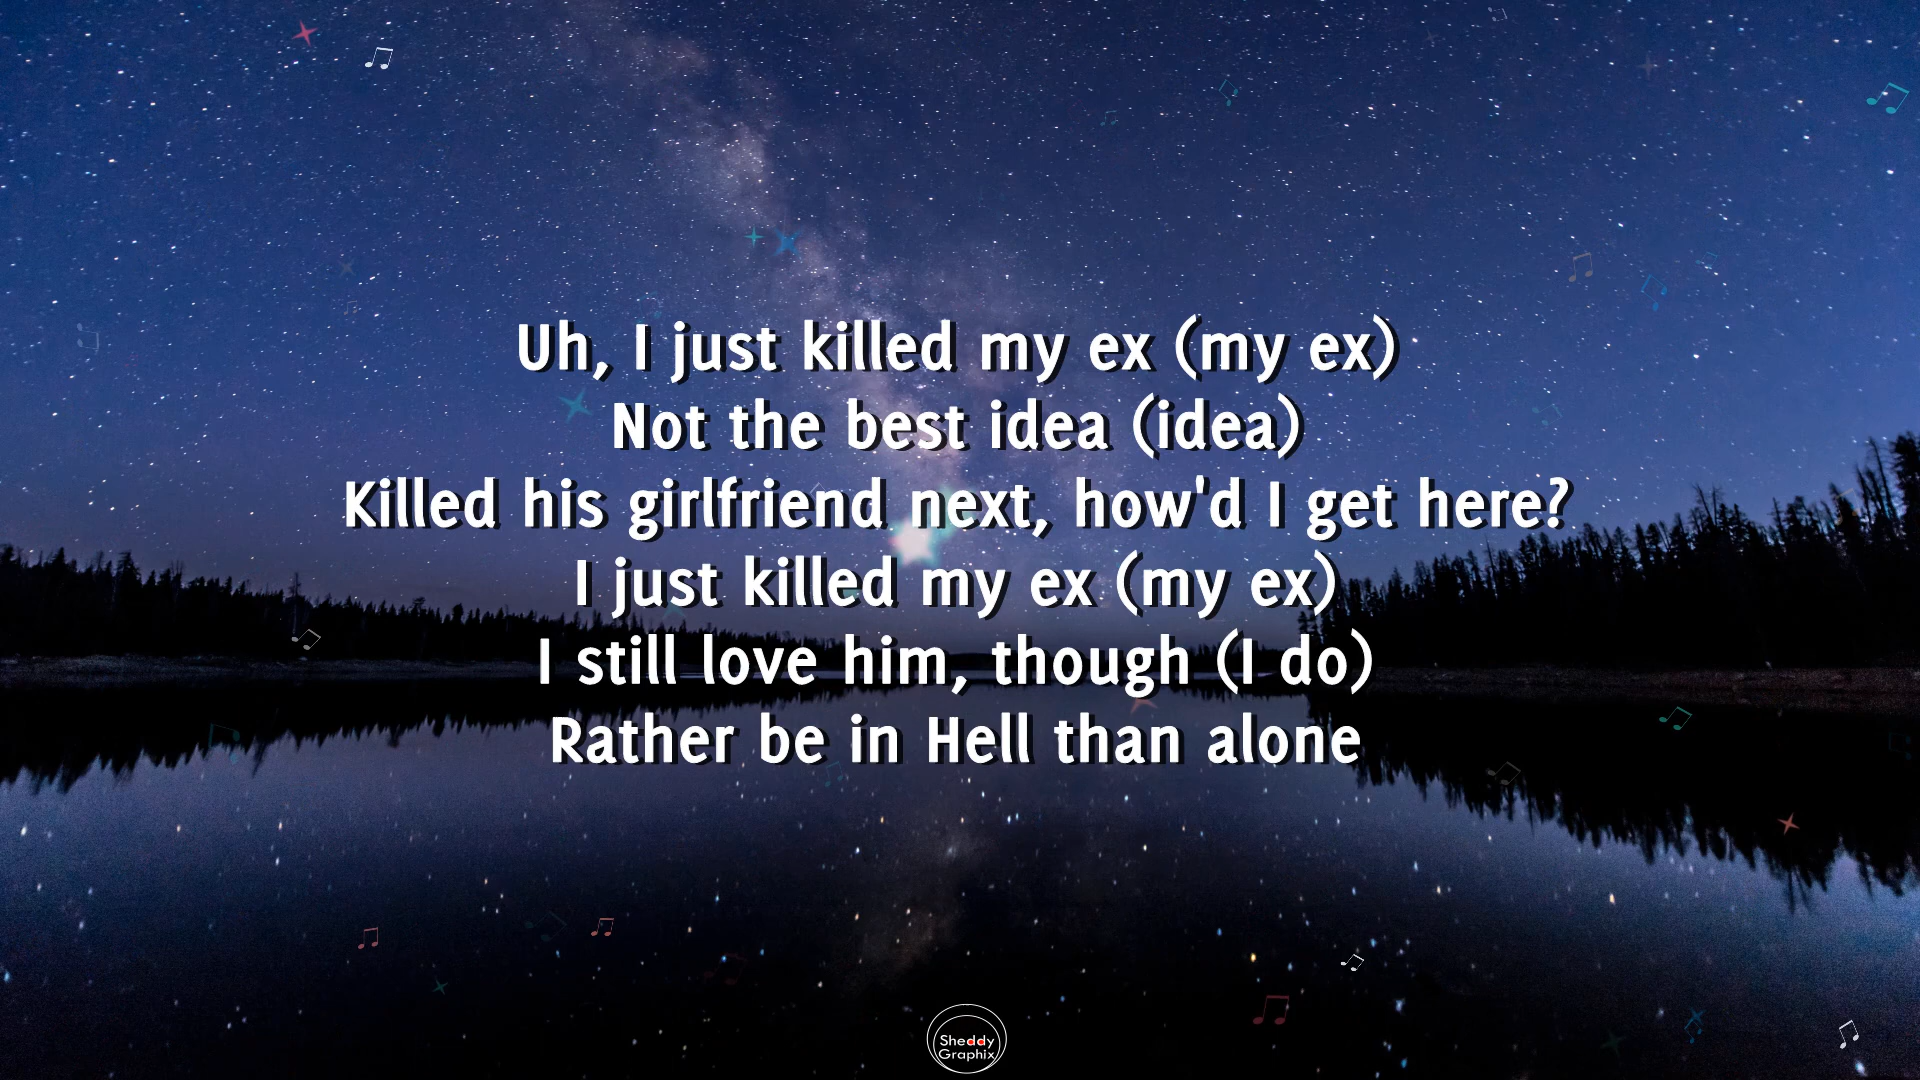 Uh, I just killed my ex (my ex)
Not the best idea (idea)
Killed his girlfriend next, how'd I get here?
I just killed my ex (my ex)
I still love him, though (I do)
Rather be in Hell than alone
Sheddy
Graphix